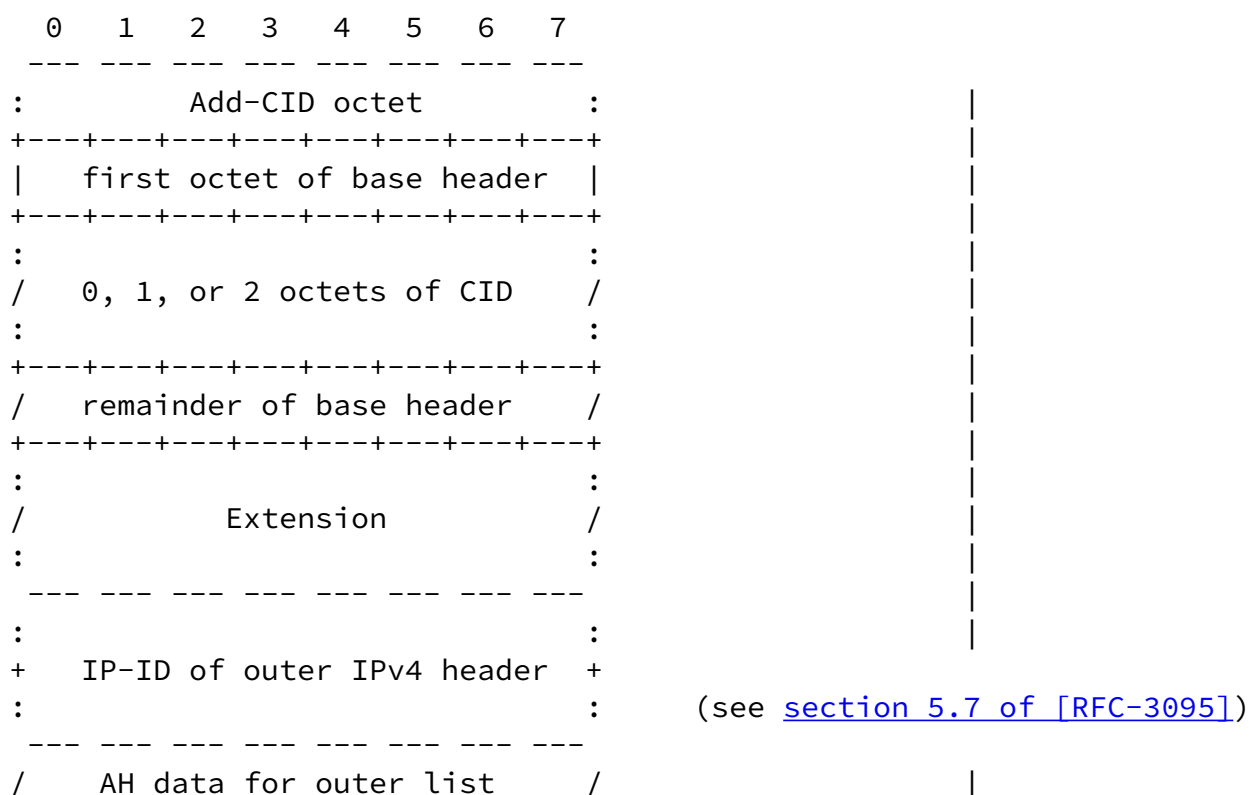 0   1   2   3   4   5   6   7
 --- --- --- --- --- --- --- ---
:         Add-CID octet         :                    |
+---+---+---+---+---+---+---+---+                    |
|   first octet of base header  |                    |
+---+---+---+---+---+---+---+---+                    |
:                               :                    |
/   0, 1, or 2 octets of CID    /                    |
:                               :                    |
+---+---+---+---+---+---+---+---+                    |
/   remainder of base header    /                    |
+---+---+---+---+---+---+---+---+                    |
:                               :                    |
/           Extension           /                    |
:                               :                    |
 --- --- --- --- --- --- --- ---                     |
:                               :                    |
+   IP-ID of outer IPv4 header  +
:                               :     (see section 5.7 of [RFC-3095])
 --- --- --- --- --- --- --- ---
/    AH data for outer list     /                    |